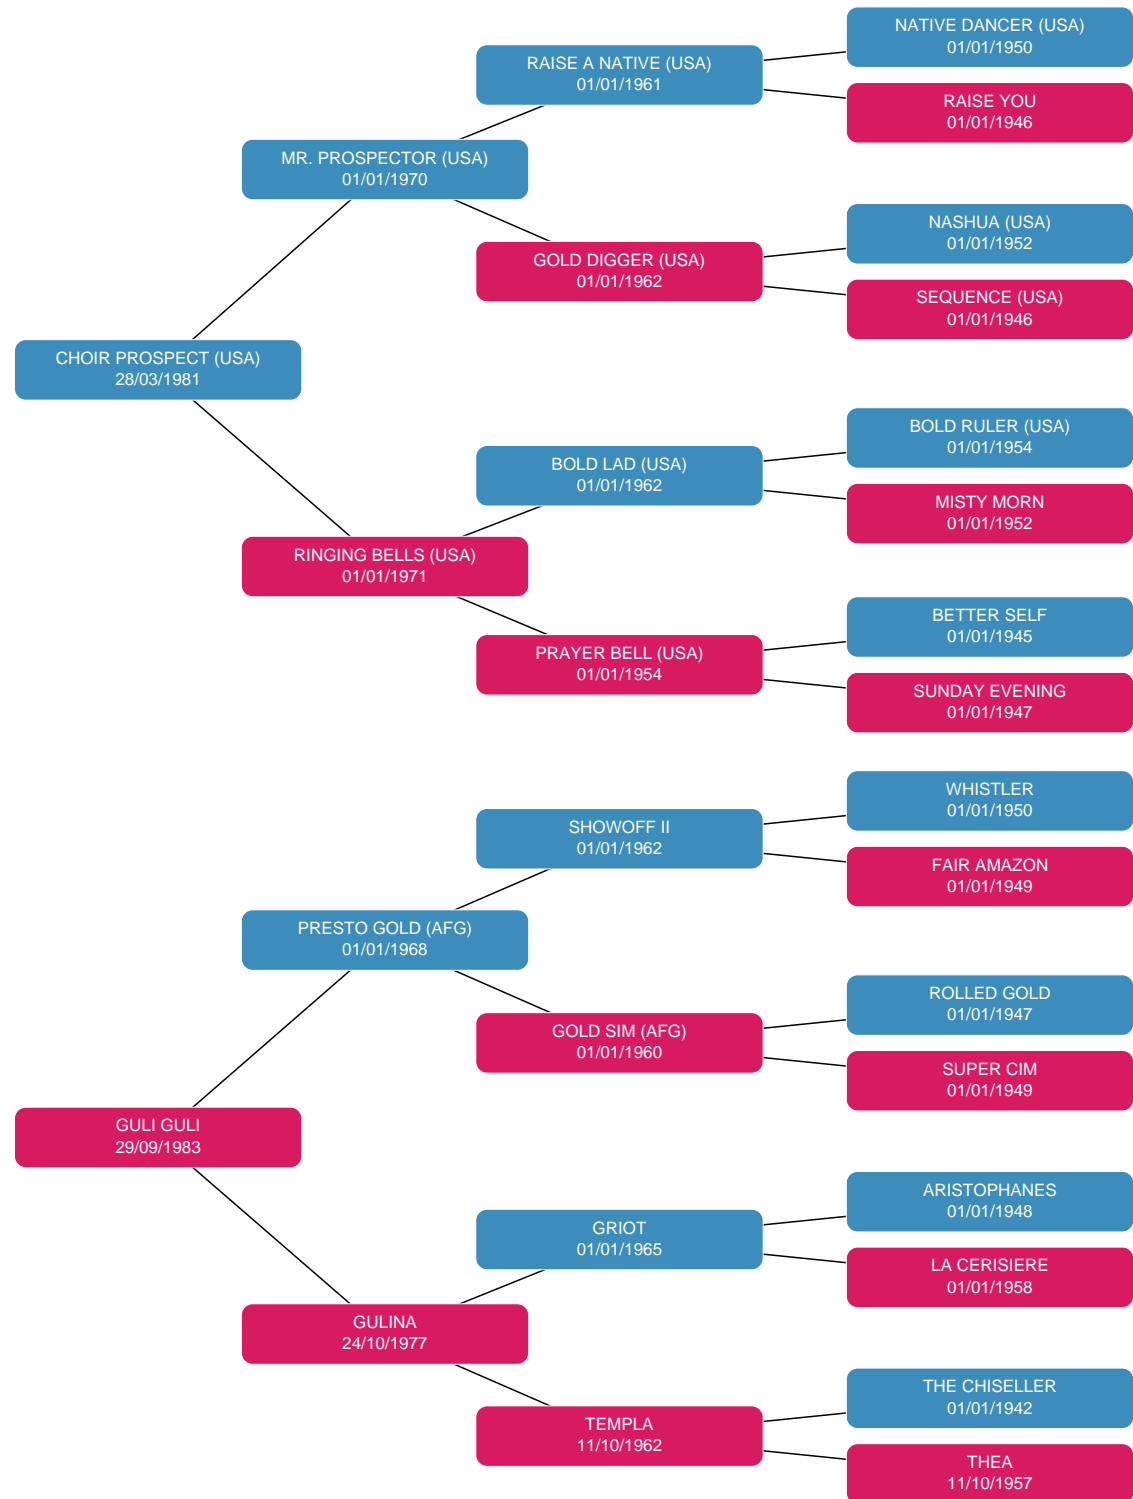 NATIVE DANCER (USA)
01/01/1950
RAISE A NATIVE (USA)
01/01/1961
RAISE YOU
01/01/1946
MR. PROSPECTOR (USA)
01/01/1970
NASHUA (USA)
01/01/1952
GOLD DIGGER (USA)
01/01/1962
SEQUENCE (USA)
01/01/1946
CHOIR PROSPECT (USA)
28/03/1981
BOLD RULER (USA)
01/01/1954
BOLD LAD (USA)
01/01/1962
MISTY MORN
01/01/1952
RINGING BELLS (USA)
01/01/1971
BETTER SELF
01/01/1945
PRAYER BELL (USA)
01/01/1954
SUNDAY EVENING
01/01/1947
WHISTLER
01/01/1950
SHOWOFF II
01/01/1962
FAIR AMAZON
01/01/1949
PRESTO GOLD (AFG)
01/01/1968
ROLLED GOLD
01/01/1947
GOLD SIM (AFG)
01/01/1960
SUPER CIM
01/01/1949
GULI GULI
29/09/1983
ARISTOPHANES
01/01/1948
GRIOT
01/01/1965
LA CERISIERE
01/01/1958
GULINA
24/10/1977
THE CHISELLER
01/01/1942
TEMPLA
11/10/1962
THEA
11/10/1957